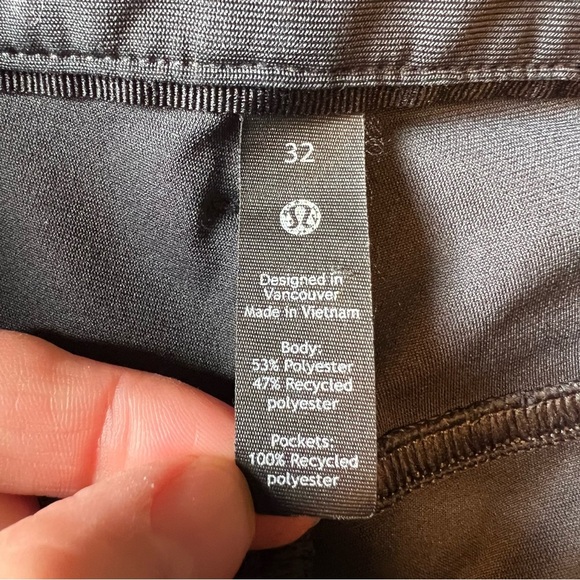 32
Designed in
Vancouver
Made in Vietnam
Body:
53% Polyester
47% Recycled
polyester
Pockets:
100% Recycled
polyester